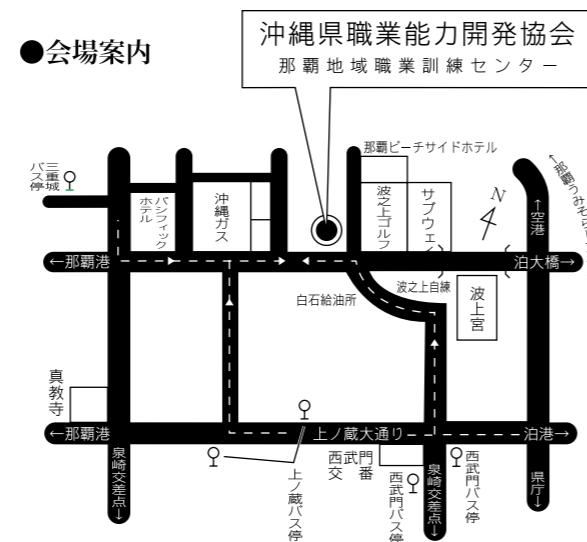 ●会場案内
沖縄県職業能力開発協会
那覇地域職業訓練センター
那覇ビーチサイドホテル
三重城
バス停
パシフィック
ホテル
沖縄ガス
波之上ゴルフ
サブウェイ
N
↑空港
←那覇うみそら
←那覇港
泊大橋→
白石給油所
波之上自練
波上宮
真教寺
←那覇港
上ノ蔵大通り
泊港→
西武門
交番
泉崎交差点→
上ノ蔵バス停
西武門バス停
泉崎交差点→
西武門バス停
県庁→